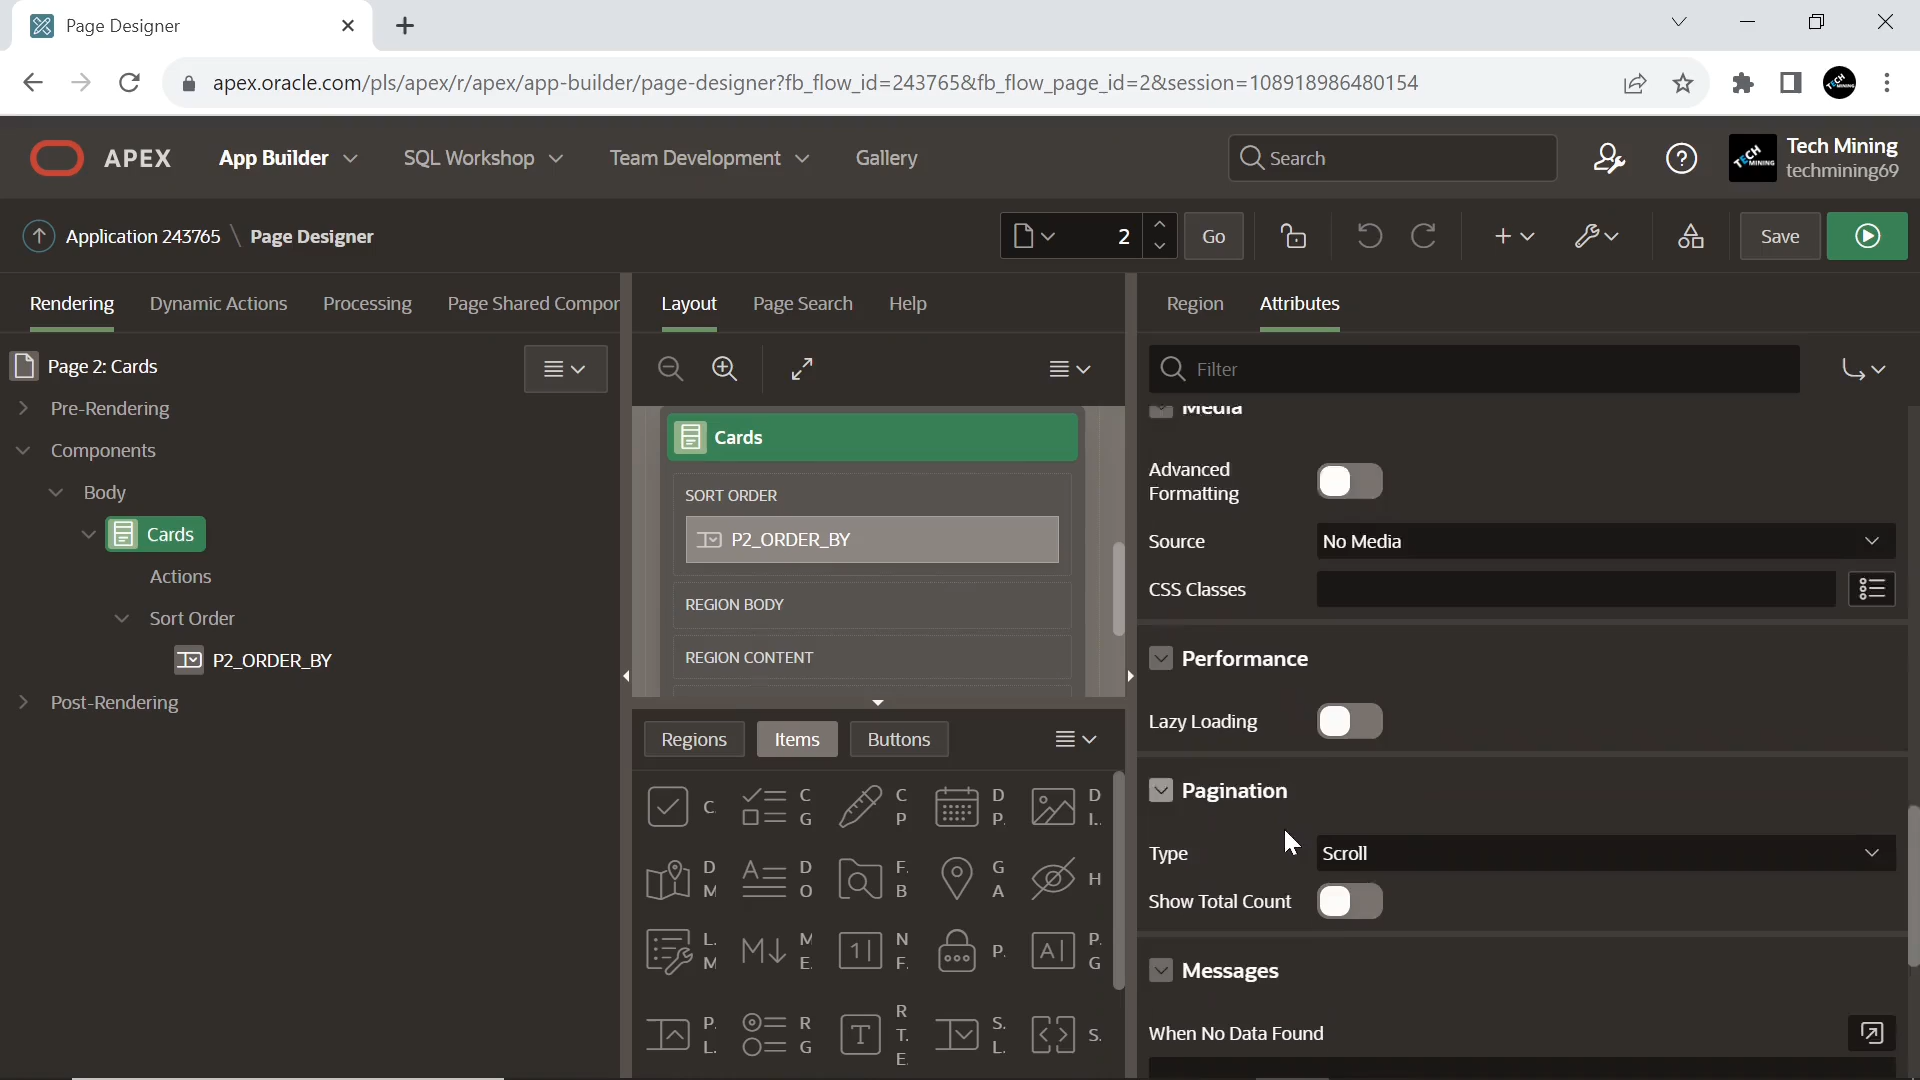 Page Designer
apex.oracle.com/pls/apex/r/apex/app-builder/page-designer?fb_flow_id=243765&fb_flow_page_id=2&session=108918986480154
APEX
App Builder
SQL Workshop
Team Development
Gallery
Search
TECH MINING
Tech Mining
techmining69
Application 243765 \ Page Designer
2
Go
Save
Rendering
Dynamic Actions
Processing
Page Shared Compor
Layout
Page Search
Help
Region
Attributes
Page 2: Cards
Pre-Rendering
Components
Body
Cards
Actions
Sort Order
P2_ORDER_BY
Post-Rendering
Cards
SORT ORDER
P2_ORDER_BY
REGION BODY
REGION CONTENT
Regions
Items
Buttons
C.
C
G
C
P
D
P.
D
I..
D
M
D
O
F.
B
G
A
H
L.
M
M
E.
N
F.
P.
P.
G
P.
L.
R
G
R
T.
E.
S.
L.
S.
Filter
Media
Advanced
Formatting
Source
No Media
CSS Classes
Performance
Lazy Loading
Pagination
Type
Scroll
Show Total Count
Messages
When No Data Found